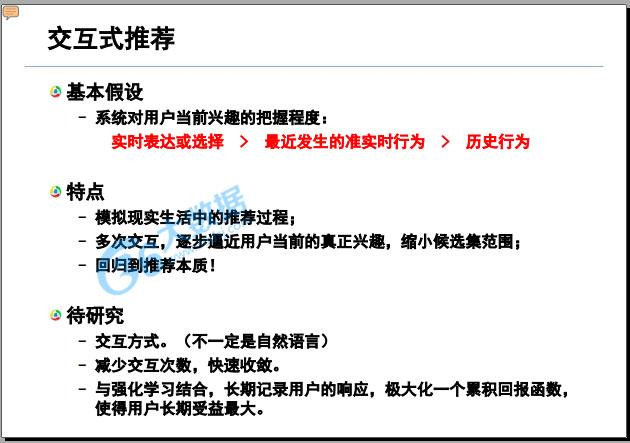 交互式推荐
基本假设
- 系统对用户当前兴趣的把握程度：
实时表达或选择 > 最近发生的准实时行为 > 历史行为
特点
- 模拟现实生活中的推荐过程；
- 多次交互，逐步逼近用户当前的真正兴趣，缩小候选集范围；
- 回归到推荐本质！
大数据
待研究
- 交互方式。（不一定是自然语言）
- 减少交互次数，快速收敛。
- 与强化学习结合，长期记录用户的响应，极大化一个累积回报函数，
使得用户长期受益最大。